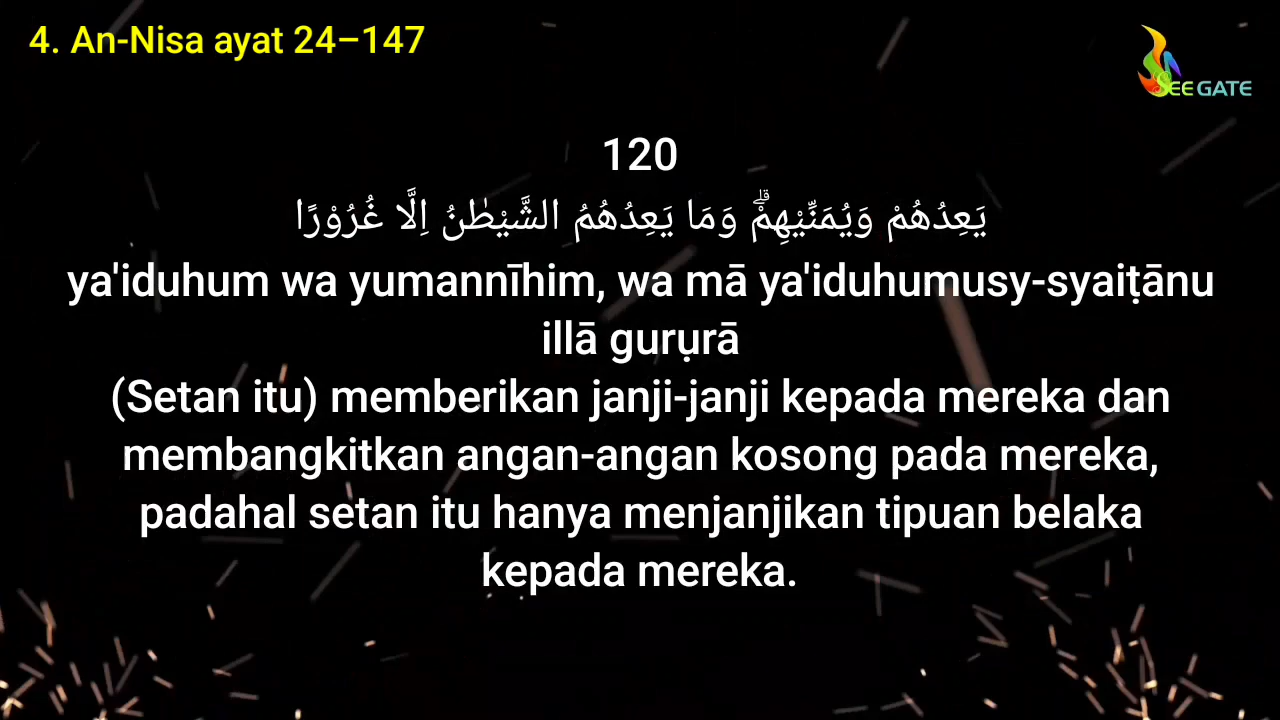 4. An-Nisa ayat 24–147
SEE GATE
120
يَعِدُهُمْ وَيُمَنِّيْهِمْۗ وَمَا يَعِدُهُمُ الشَّيْطٰنُ اِلَّا غُرُوْرًا
ya'iduhum wa yumannīhim, wa mā ya'iduhumusy-syaiṭānu
illā gurụrā
(Setan itu) memberikan janji-janji kepada mereka dan
membangkitkan angan-angan kosong pada mereka,
padahal setan itu hanya menjanjikan tipuan belaka
kepada mereka.